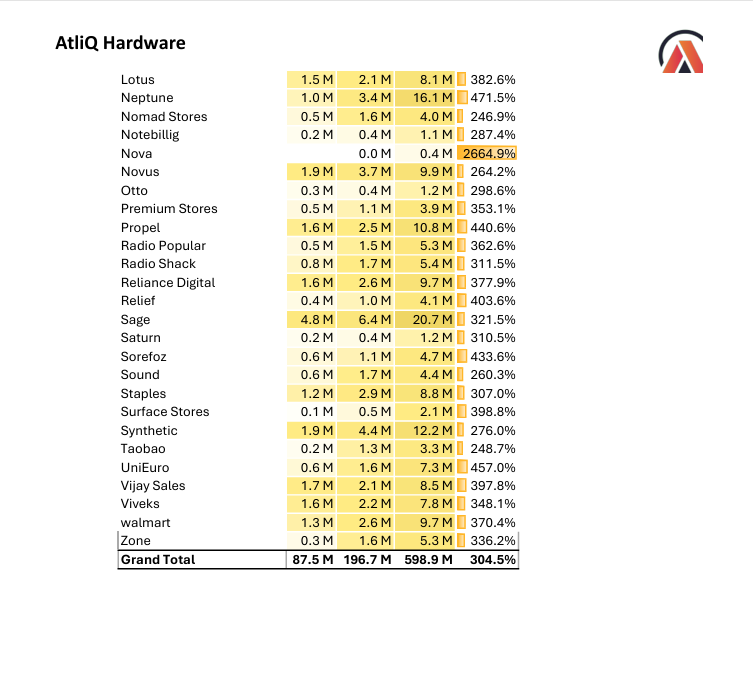 AtliQ Hardware
Lotus 1.5 M 2.1 M 8.1 M 382.6%
Neptune 1.0 M 3.4 M 16.1 M 471.5%
Nomad Stores 0.5 M 1.6 M 4.0 M 246.9%
Notebillig 0.2 M 0.4 M 1.1 M 287.4%
Nova 0.0 M 0.4 M 2664.9%
Novus 1.9 M 3.7 M 9.9 M 264.2%
Otto 0.3 M 0.4 M 1.2 M 298.6%
Premium Stores 0.5 M 1.1 M 3.9 M 353.1%
Propel 1.6 M 2.5 M 10.8 M 440.6%
Radio Popular 0.5 M 1.5 M 5.3 M 362.6%
Radio Shack 0.8 M 1.7 M 5.4 M 311.5%
Reliance Digital 1.6 M 2.6 M 9.7 M 377.9%
Relief 0.4 M 1.0 M 4.1 M 403.6%
Sage 4.8 M 6.4 M 20.7 M 321.5%
Saturn 0.2 M 0.4 M 1.2 M 310.5%
Sorefoz 0.6 M 1.1 M 4.7 M 433.6%
Sound 0.6 M 1.7 M 4.4 M 260.3%
Staples 1.2 M 2.9 M 8.8 M 307.0%
Surface Stores 0.1 M 0.5 M 2.1 M 398.8%
Synthetic 1.9 M 4.4 M 12.2 M 276.0%
Taobao 0.2 M 1.3 M 3.3 M 248.7%
UniEuro 0.6 M 1.6 M 7.3 M 457.0%
Vijay Sales 1.7 M 2.1 M 8.5 M 397.8%
Viveks 1.6 M 2.2 M 7.8 M 348.1%
walmart 1.3 M 2.6 M 9.7 M 370.4%
Zone 0.3 M 1.6 M 5.3 M 336.2%
Grand Total 87.5 M 196.7 M 598.9 M 304.5%